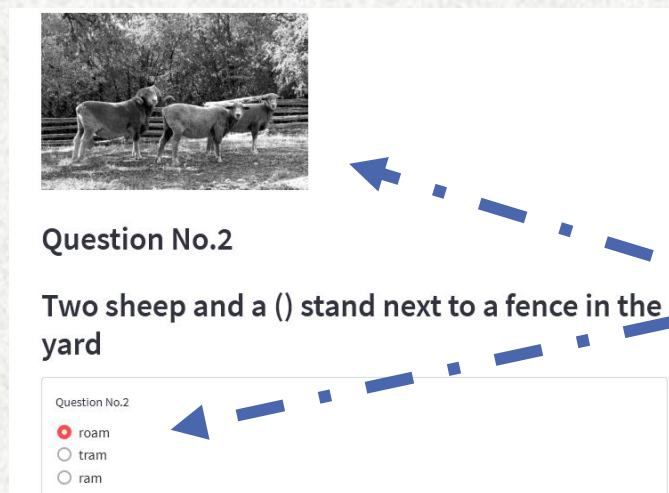 Question No.2
Two sheep and a () stand next to a fence in the
yard
Question No.2
roam
tram
ram